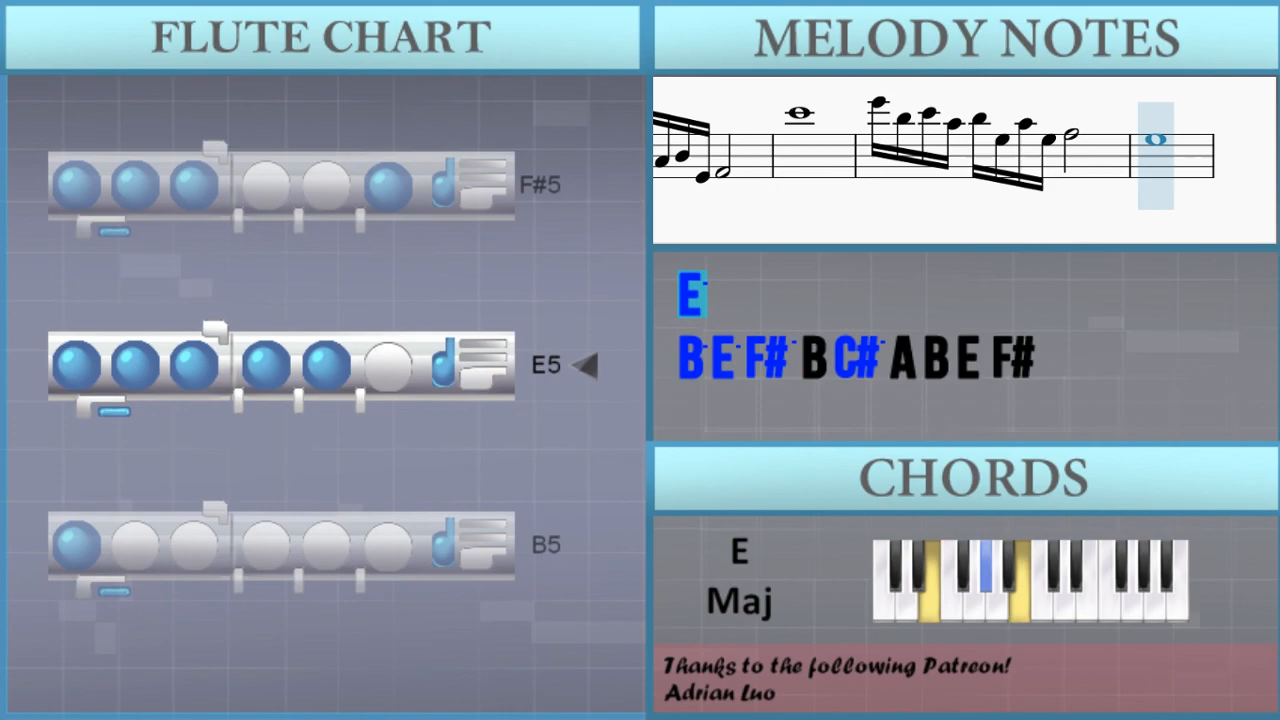 FLUTE CHART
F#5
E5
B5
MELODY NOTES
E
B E F# B C# A B E F#
CHORDS
E
Maj
Thanks to the following Patreon!
Adrian Luo